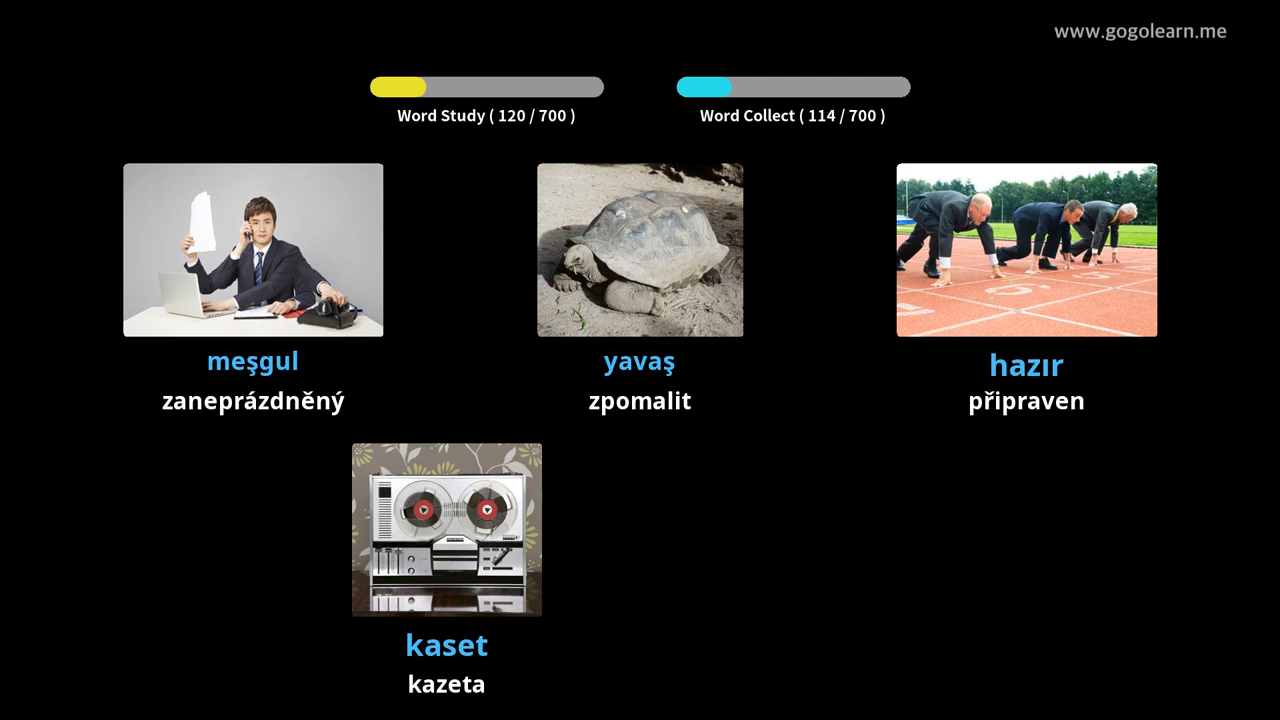 www.gogolearn.me
Word Study ( 120 / 700 )
Word Collect ( 114 / 700 )
meşgul
zaneprázdněný
yavaş
zpomalit
hazır
připraven
kaset
kazeta